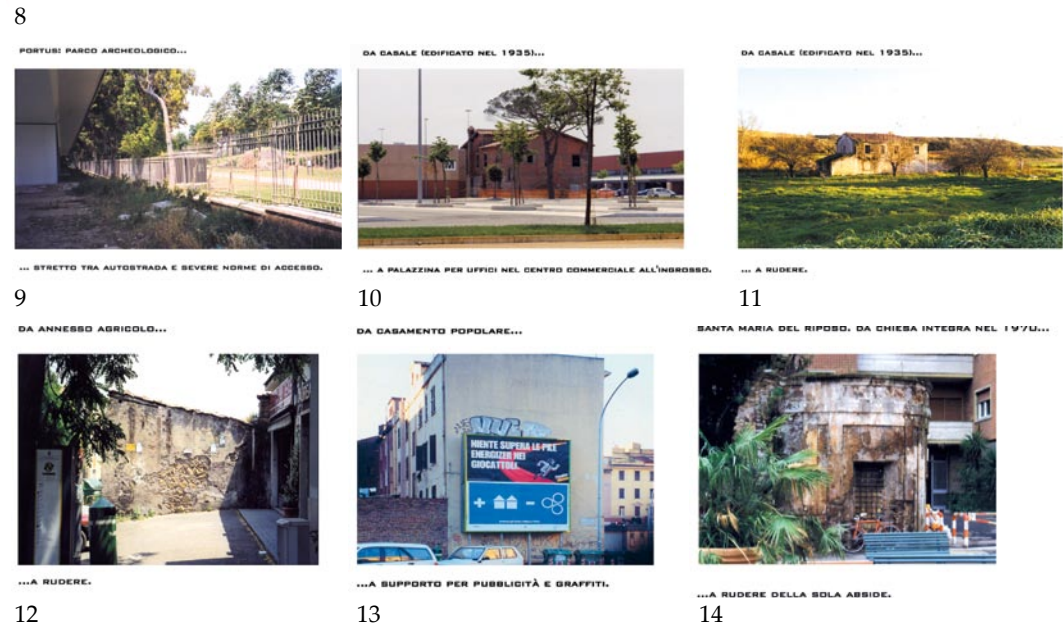 8
PORTUS: PARCO ARCHEOLOGICO...
DA CASALE (EDIFICATO NEL 1935)...
DA CASALE (EDIFICATO NEL 1935)...
... STRETTO TRA AUTOSTRADA E SEVERE NORME DI ACCESSO.
... A PALAZZINA PER UFFICI NEL CENTRO COMMERCIALE ALL'INGROSSO.
... A RUDERE.
9
10
11
DA ANNESSO AGRICOLO...
DA CASAMENTO POPOLARE...
SANTA MARIA DEL RIPOSO. DA CHIESA INTEGRA NEL 1970...
NIENTE SUPERA LE PILE
ENERGIZER NEI
GIOCATTOLI.
...A RUDERE.
...A SUPPORTO PER PUBBLICITÀ E GRAFFITI.
...A RUDERE DELLA SOLA ABSIDE.
12
13
14